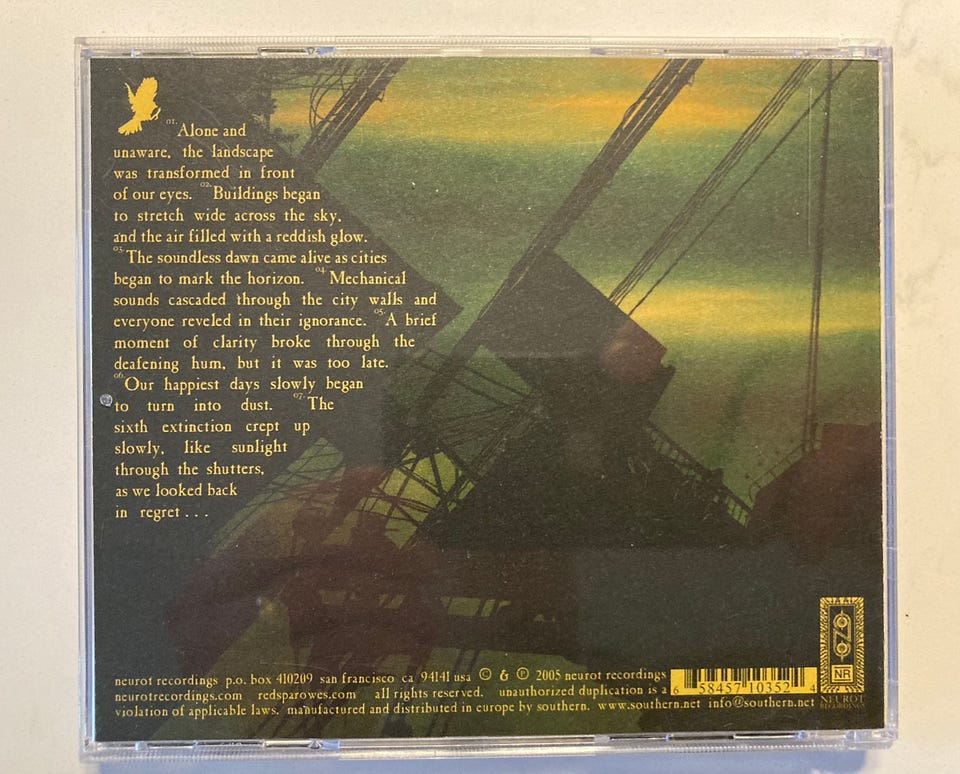 01. Alone and
unaware, the landscape
was transformed in front
of our eyes. 02. Buildings began
to stretch wide across the sky,
and the air filled with a reddish glow.
03. The soundless dawn came alive as cities
began to mark the horizon. 04. Mechanical
sounds cascaded through the city walls and
everyone reveled in their ignorance. 05. A brief
moment of clarity broke through the
deafening hum, but it was too late.
06. Our happiest days slowly began
to turn into dust. 07. The
sixth extinction crept up
slowly, like sunlight
through the shutters,
as we looked back
in regret . . .
neurot recordings p.o. box 410209 san francisco ca 94141 usa © & ℗ 2005 neurot recordings
neurotrecordings.com redsparowes.com all rights reserved. unauthorized duplication is a
violation of applicable laws. manufactured and distributed in europe by southern. www.southern.net info@southern.net
6 58457 10352 4
NR
NEUROT
RECORDINGS